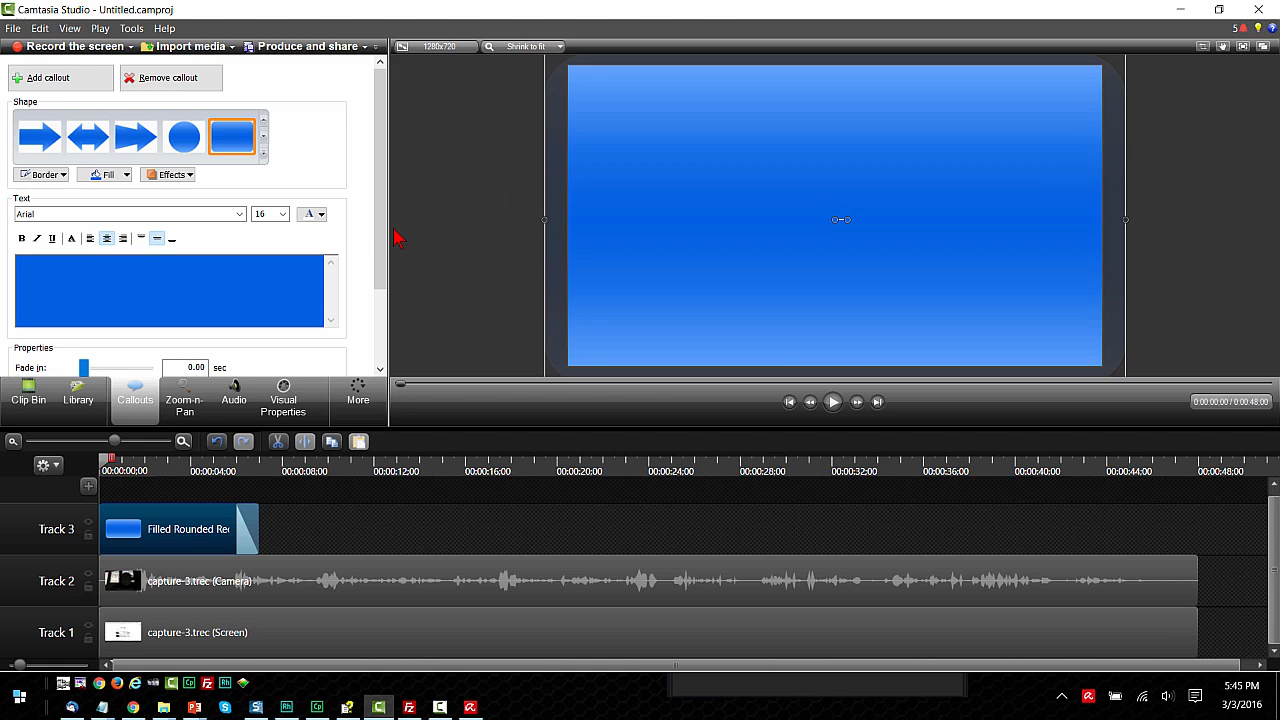 Camtasia Studio - Untitled.camproj
File Edit View Play Tools Help
5
Record the screen Import media Produce and share
1280x720 Shrink to fit
Add callout Remove callout
Shape
Border Fill Effects
Text
Arial 16 A
B I U A
Properties
Fade in: 0.00 sec
Clip Bin Library Callouts Zoom-n-Pan Audio Visual Properties More
0:00:00:00 / 0:00:48:00
00:00:00;00 00:00:04;00 00:00:08;00 00:00:12;00 00:00:16;00 00:00:20;00 00:00:24;00 00:00:28;00 00:00:32;00 00:00:36;00 00:00:40;00 00:00:44;00 00:00:48;00
Track 3 Filled Rounded Rec
Track 2 capture-3.trec (Camera)
Track 1 capture-3.trec (Screen)
5:45 PM
3/3/2016